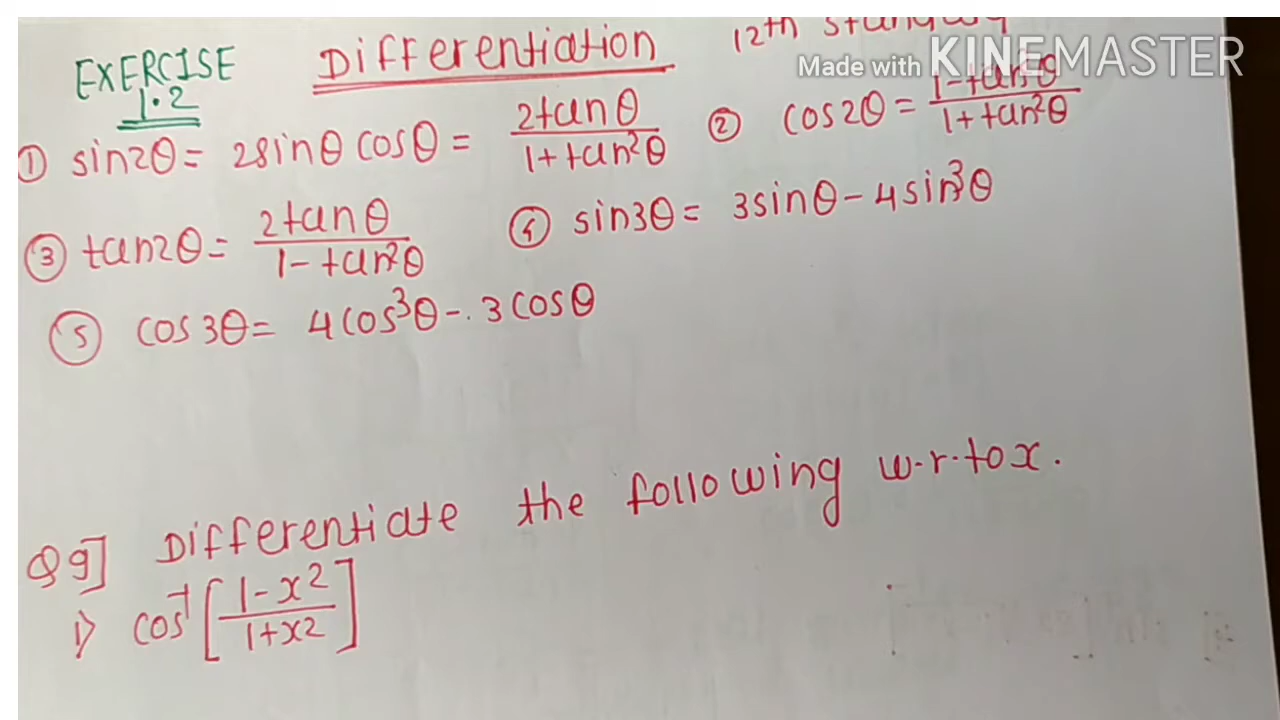 EXERCISE 1.2 Differentiation 12th
Made with KINEMASTER
① sin2θ = 2sinθ cosθ = 2tanθ / 1+tan²θ ② cos2θ = 1-tan²θ / 1+tan²θ
③ tan2θ = 2tanθ / 1-tan²θ ④ sin3θ = 3sinθ - 4sin³θ
⑤ cos3θ = 4cos³θ - 3cosθ
Q9] Differentiate the following w.r.to x.
1) cos⁻¹ [1-x² / 1+x²]